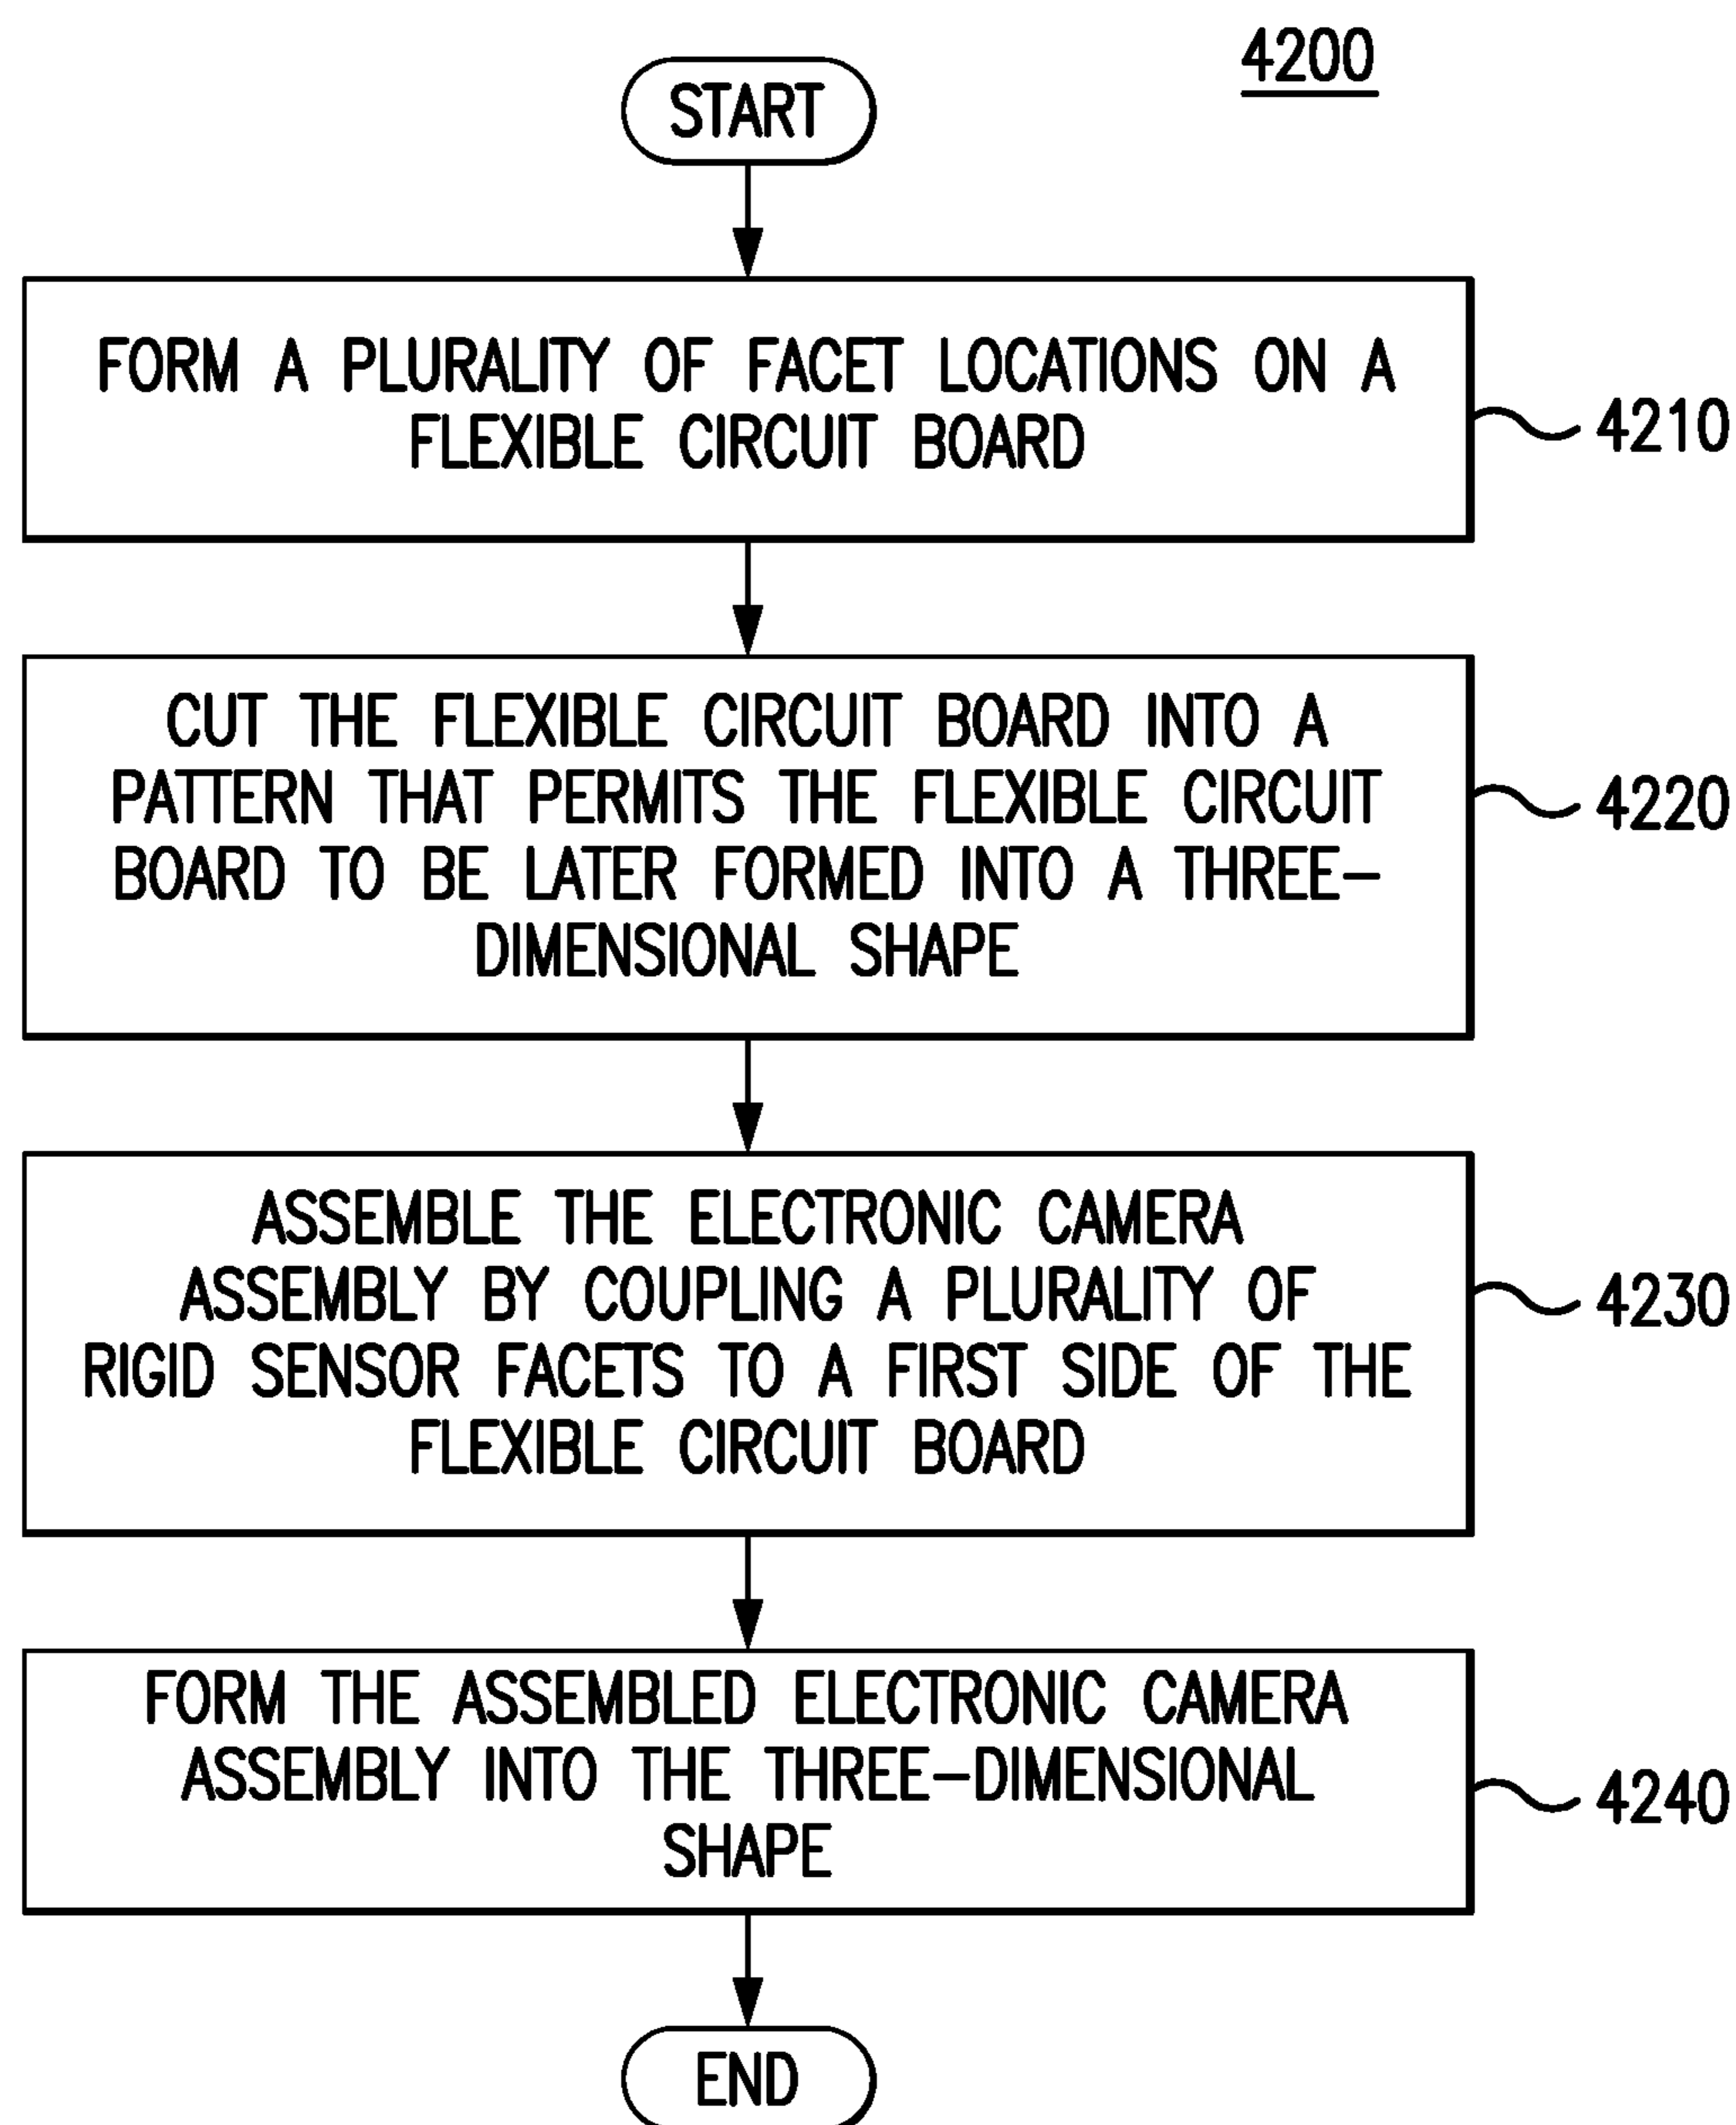 4200
START
FORM A PLURALITY OF FACET LOCATIONS ON A
FLEXIBLE CIRCUIT BOARD
4210
CUT THE FLEXIBLE CIRCUIT BOARD INTO A
PATTERN THAT PERMITS THE FLEXIBLE CIRCUIT
BOARD TO BE LATER FORMED INTO A THREE-
DIMENSIONAL SHAPE
4220
ASSEMBLE THE ELECTRONIC CAMERA
ASSEMBLY BY COUPLING A PLURALITY OF
RIGID SENSOR FACETS TO A FIRST SIDE OF THE
FLEXIBLE CIRCUIT BOARD
4230
FORM THE ASSEMBLED ELECTRONIC CAMERA
ASSEMBLY INTO THE THREE-DIMENSIONAL
SHAPE
4240
END